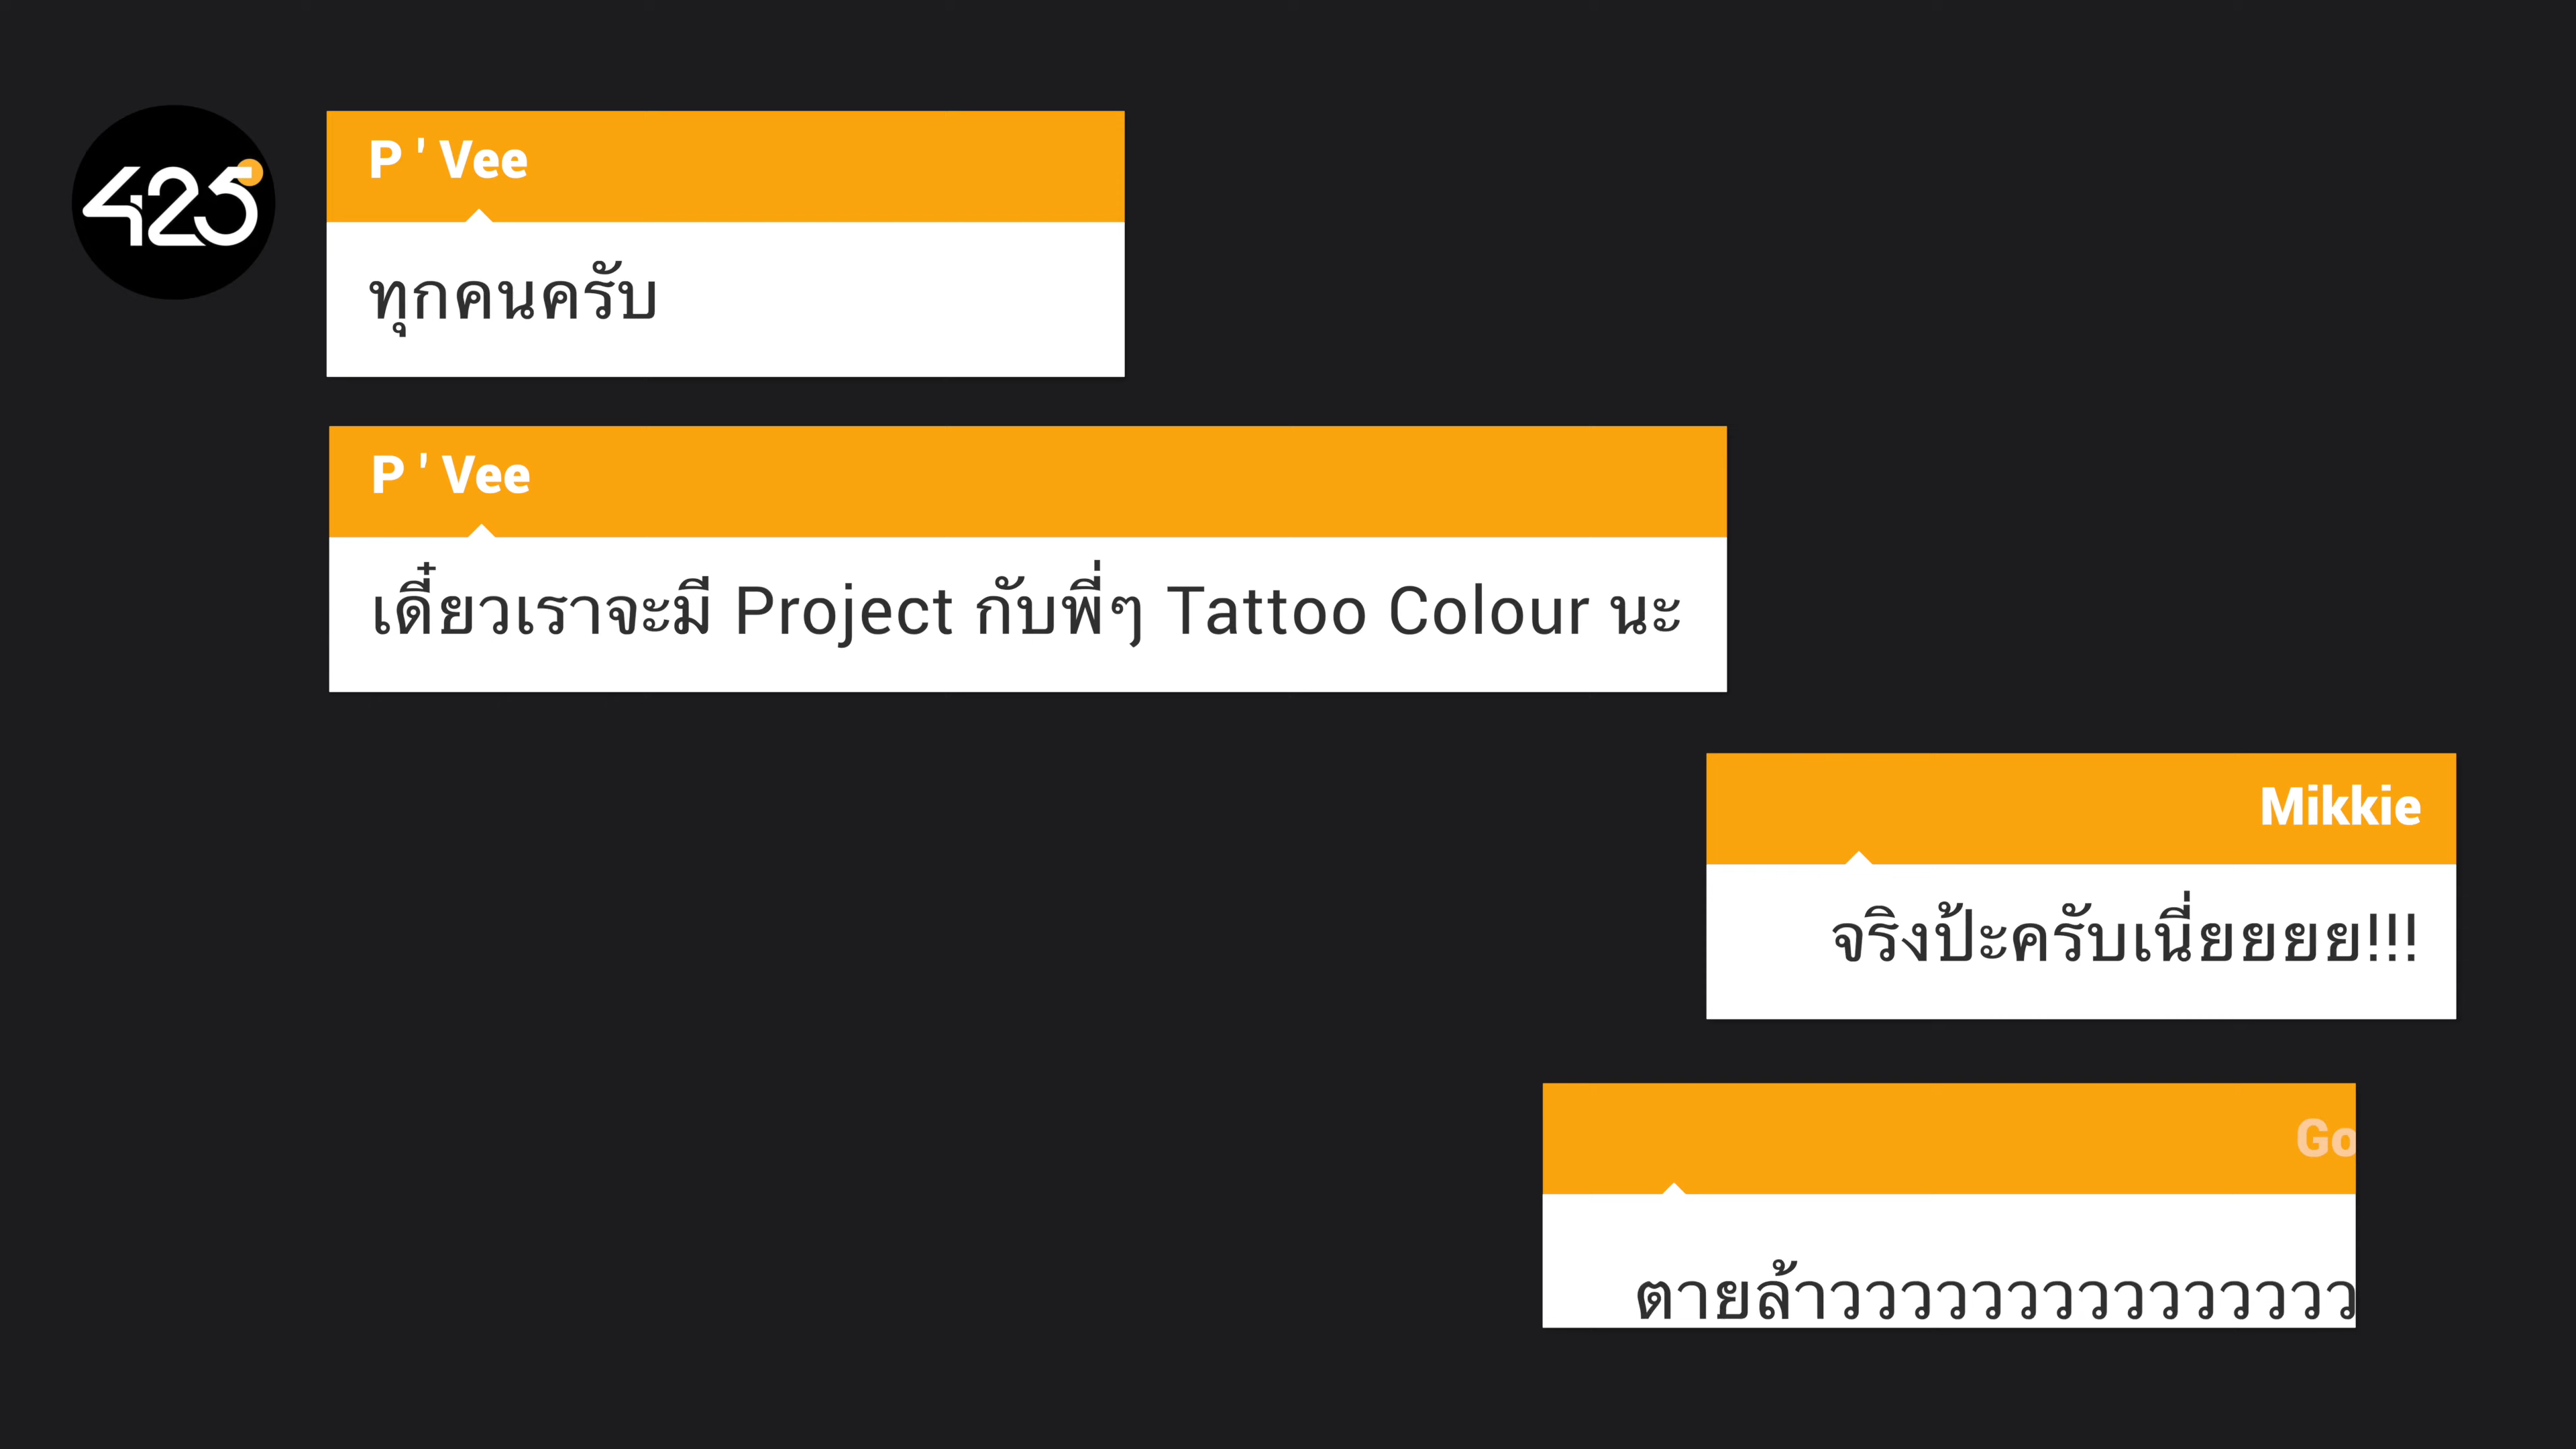 425
P ' Vee
ทุกคนครับ
P ' Vee
เดี๋ยวเราจะมี Project กับพี่ๆ Tattoo Colour นะ
Mikkie
จริงป้ะครับเนี่ยยยย!!!
Go
ตายล้าววววววววววววววว